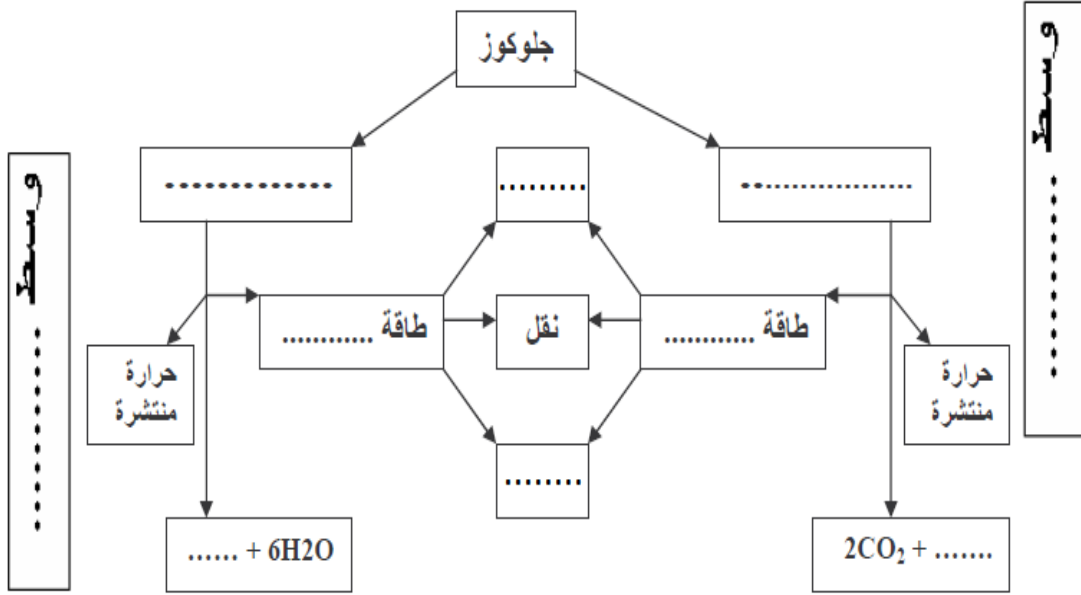 جلوكوز
وسط ............
وسط ............
.................
.............
.........
طاقة ............
نقل
طاقة ............
حرارة
منتشرة
حرارة
منتشرة
........
2CO₂ + .......
...... + 6H2O